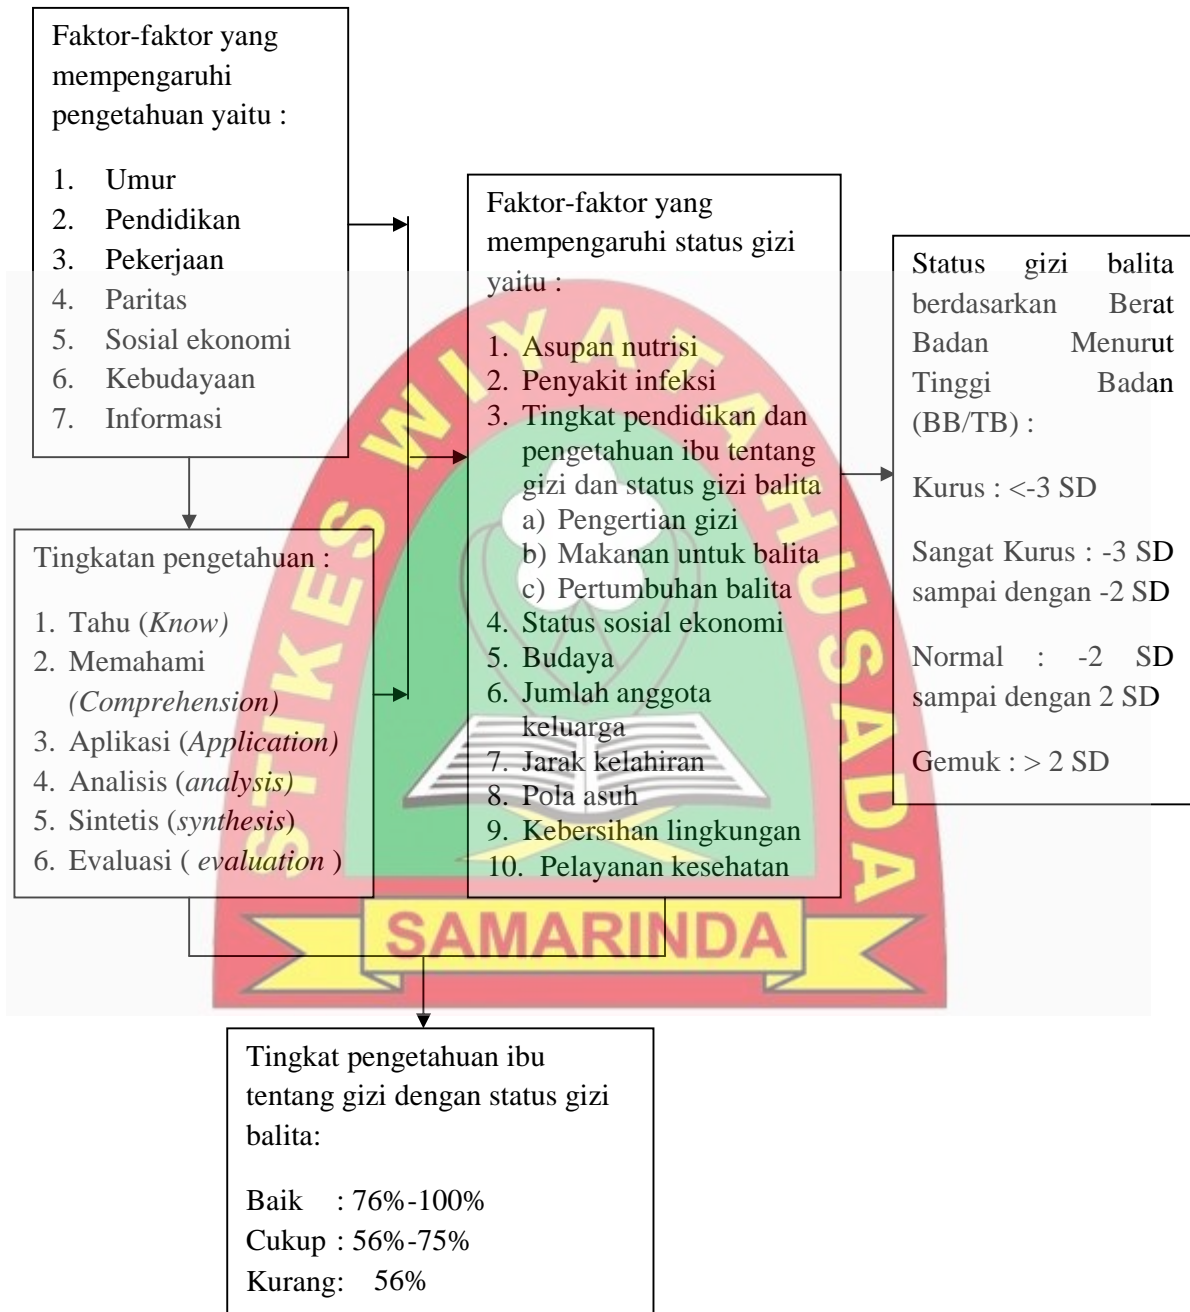 Faktor-faktor yang
mempengaruhi
pengetahuan yaitu :
1. Umur
2. Pendidikan
3. Pekerjaan
4. Paritas
5. Sosial ekonomi
6. Kebudayaan
7. Informasi
Tingkatan pengetahuan :
1. Tahu (Know)
2. Memahami
(Comprehension)
3. Aplikasi (Application)
4. Analisis (analysis)
5. Sintetis (synthesis)
6. Evaluasi ( evaluation )
Faktor-faktor yang
mempengaruhi status gizi
yaitu :
1. Asupan nutrisi
2. Penyakit infeksi
3. Tingkat pendidikan dan
pengetahuan ibu tentang
gizi dan status gizi balita
a) Pengertian gizi
b) Makanan untuk balita
c) Pertumbuhan balita
4. Status sosial ekonomi
5. Budaya
6. Jumlah anggota
keluarga
7. Jarak kelahiran
8. Pola asuh
9. Kebersihan lingkungan
10. Pelayanan kesehatan
Status gizi balita
berdasarkan Berat
Badan Menurut
Tinggi Badan
(BB/TB) :
Kurus : <-3 SD
Sangat Kurus : -3 SD
sampai dengan -2 SD
Normal : -2 SD
sampai dengan 2 SD
Gemuk : > 2 SD
Tingkat pengetahuan ibu
tentang gizi dengan status gizi
balita:
Baik : 76%-100%
Cukup : 56%-75%
Kurang: 56%
STIKES WIYATA HUSADA
SAMARINDA